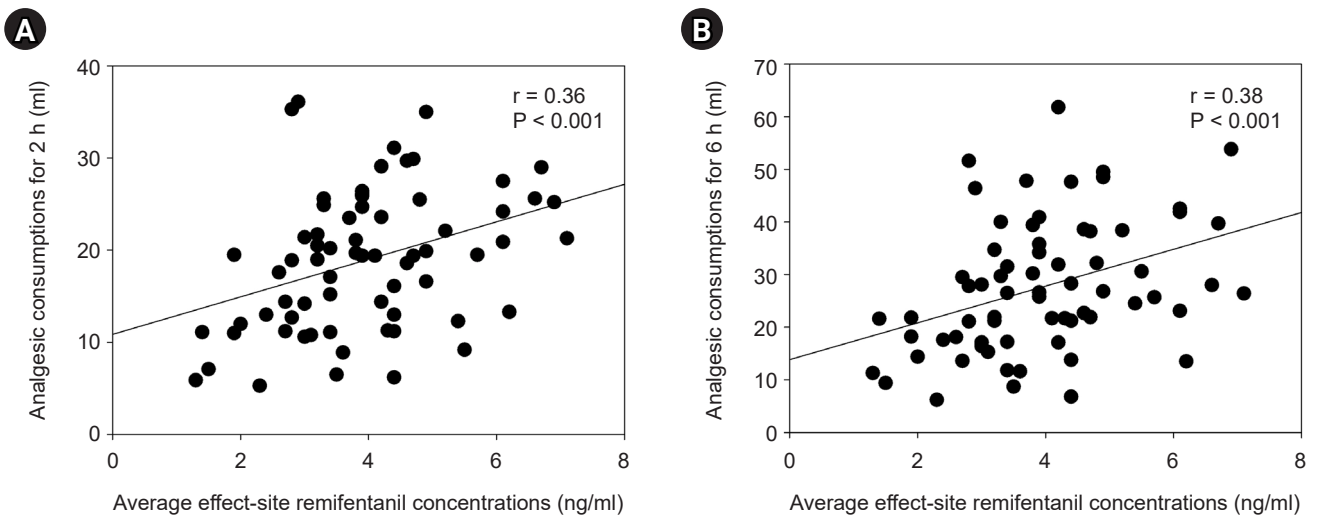 A
Analgesic consumptions for 2 h (ml)
40
30
20
10
0
r = 0.36
P < 0.001
0 2 4 6 8
Average effect-site remifentanil concentrations (ng/ml)
B
Analgesic consumptions for 6 h (ml)
70
60
50
40
30
20
10
0
r = 0.38
P < 0.001
0 2 4 6 8
Average effect-site remifentanil concentrations (ng/ml)